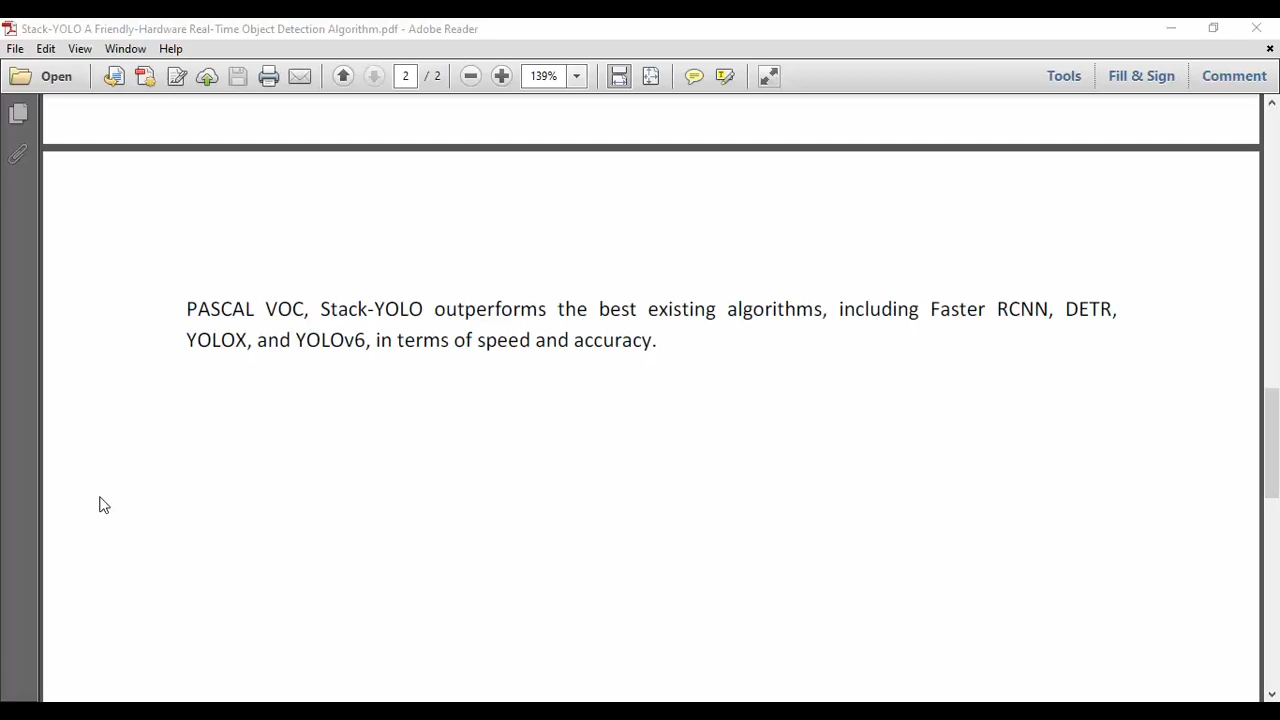 Stack-YOLO A Friendly-Hardware Real-Time Object Detection Algorithm.pdf - Adobe Reader
File Edit View Window Help
Open 2 / 2 139% Tools Fill & Sign Comment
PASCAL VOC, Stack-YOLO outperforms the best existing algorithms, including Faster RCNN, DETR,
YOLOX, and YOLOv6, in terms of speed and accuracy.